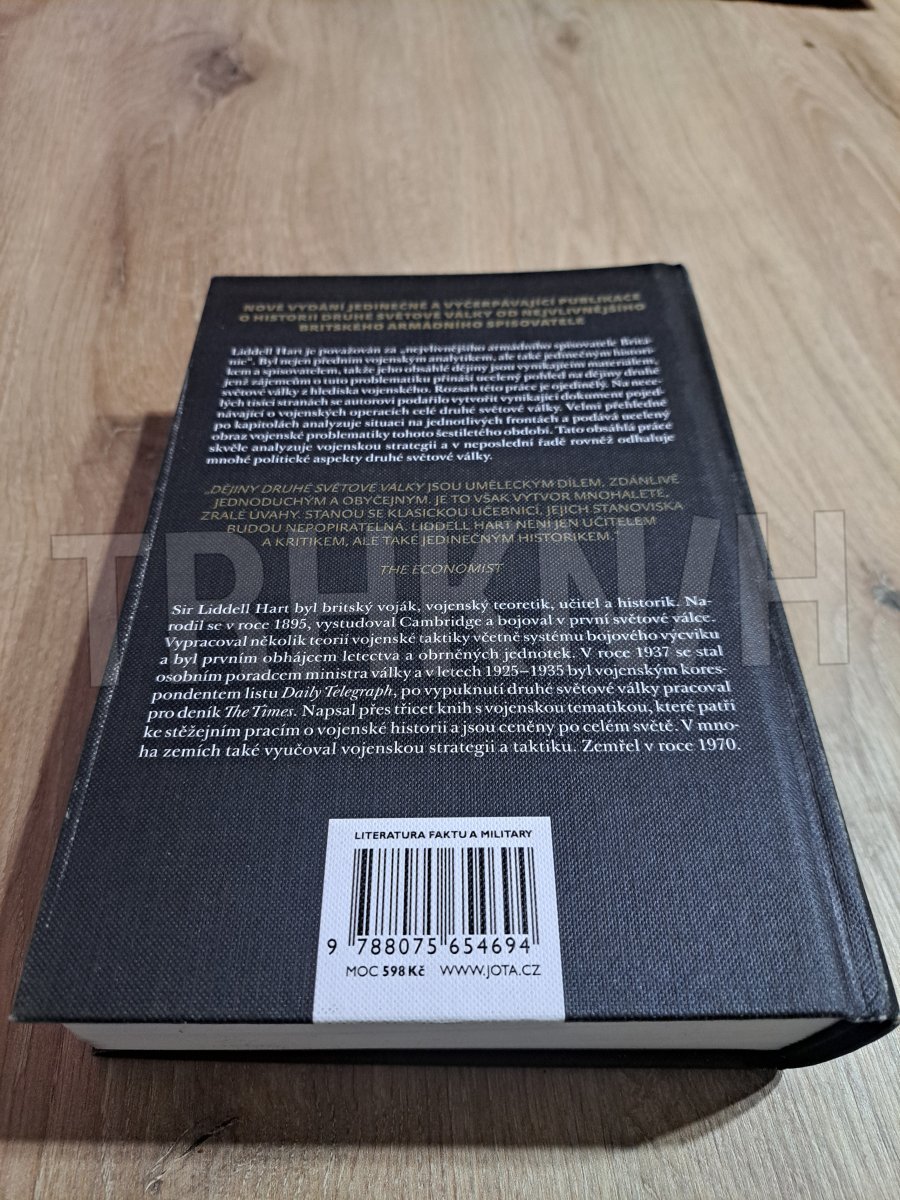 NOVÉ VYDÁNÍ JEDINEČNÉ A VYČERPÁVAJÍCÍ PUBLIKACE
O HISTORII DRUHÉ SVĚTOVÉ VÁLKY OD NEJVLIVNĚJŠÍHO
BRITSKÉHO ARMÁDNÍHO SPISOVATELE
Liddell Hart je považován za „nejvlivnějšího armádního spisovatele Britá-
nie“. Byl nejen předním vojenským analytikem, ale také jedinečným histori-
kem a spisovatelem, takže jeho obsáhlé dějiny jsou vynikajícím materiálem,
jenž zájemcům o tuto problematiku přináší ucelený pohled na dějiny druhé
světové války z hlediska vojenského. Rozsah této práce je ojedinělý. Na nece-
lých tisíci stranách se autorovi podařilo vytvořit vynikající dokument pojed-
návající o vojenských operacích celé druhé světové války. Velmi přehledně
po kapitolách analyzuje situaci na jednotlivých frontách a podává ucelený
obraz vojenské problematiky tohoto šestiletého období. Tato obsáhlá práce
skvěle analyzuje vojenskou strategii a v neposlední řadě rovněž odhaluje
mnohé politické aspekty druhé světové války.
„DĚJINY DRUHÉ SVĚTOVÉ VÁLKY JSOU UMĚLECKÝM DÍLEM, ZDÁNLIVĚ
JEDNODUCHÝM A OBYČEJNÝM. JE TO VŠAK VÝTVOR MNOHALETÉ,
ZRALÉ ÚVAHY. STANOU SE KLASICKOU UČEBNICÍ, JEJICH STANOVISKA
BUDOU NEPOPIRATELNÁ. LIDDELL HART NENÍ JEN UČITELEM
A KRITIKEM, ALE TAKÉ JEDINEČNÝM HISTORIKEM.“
THE ECONOMIST
TRHKNIH
Sir Liddell Hart byl britský voják, vojenský teoretik, učitel a historik. Na-
rodil se v roce 1895, vystudoval Cambridge a bojoval v první světové válce.
Vypracoval několik teorií vojenské taktiky včetně systému bojového výcviku
a byl prvním obhájcem letectva a obrněných jednotek. V roce 1937 se stal
osobním poradcem ministra války a v letech 1925–1935 byl vojenským kores-
pondentem listu Daily Telegraph, po vypuknutí druhé světové války pracoval
pro deník The Times. Napsal přes třicet knih s vojenskou tematikou, které patří
ke stěžejním pracím o vojenské historii a jsou ceněny po celém světě. V mno-
ha zemích také vyučoval vojenskou strategii a taktiku. Zemřel v roce 1970.
LITERATURA FAKTU A MILITARY
9 788075 654694
MOC 598 Kč WWW.JOTA.CZ